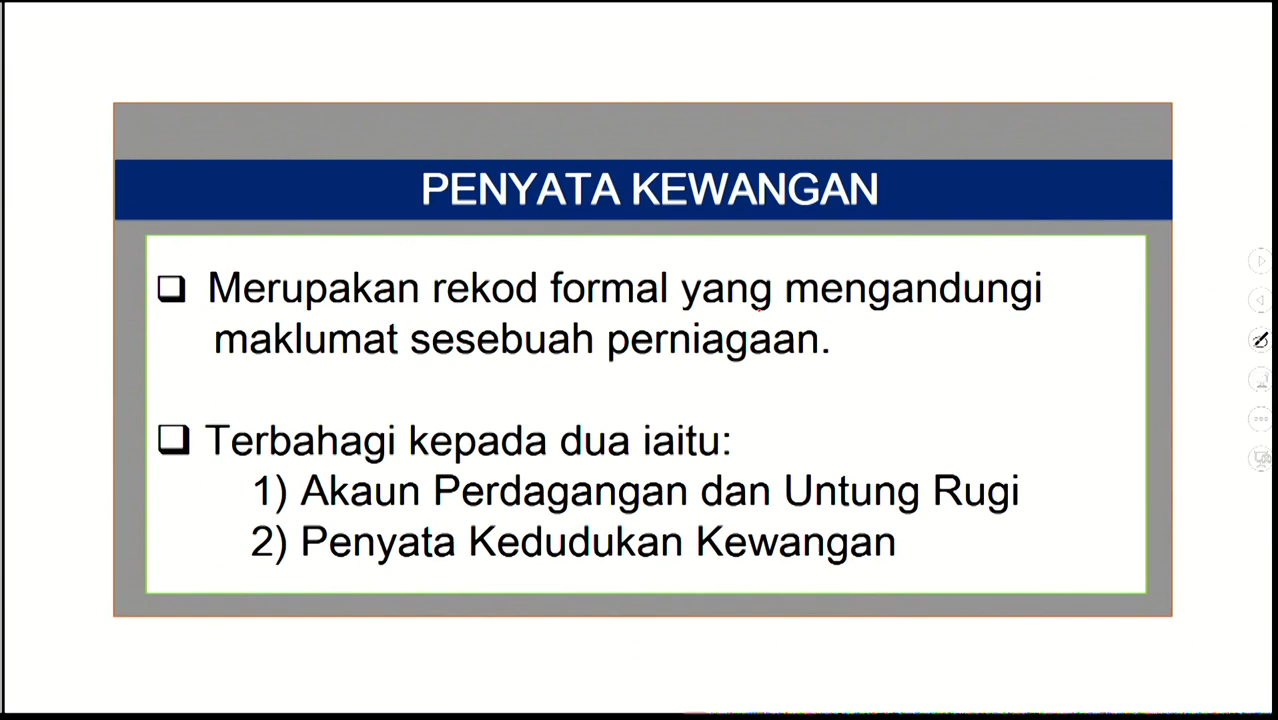 PENYATA KEWANGAN
Merupakan rekod formal yang mengandungi
maklumat sesebuah perniagaan.
Terbahagi kepada dua iaitu:
1) Akaun Perdagangan dan Untung Rugi
2) Penyata Kedudukan Kewangan